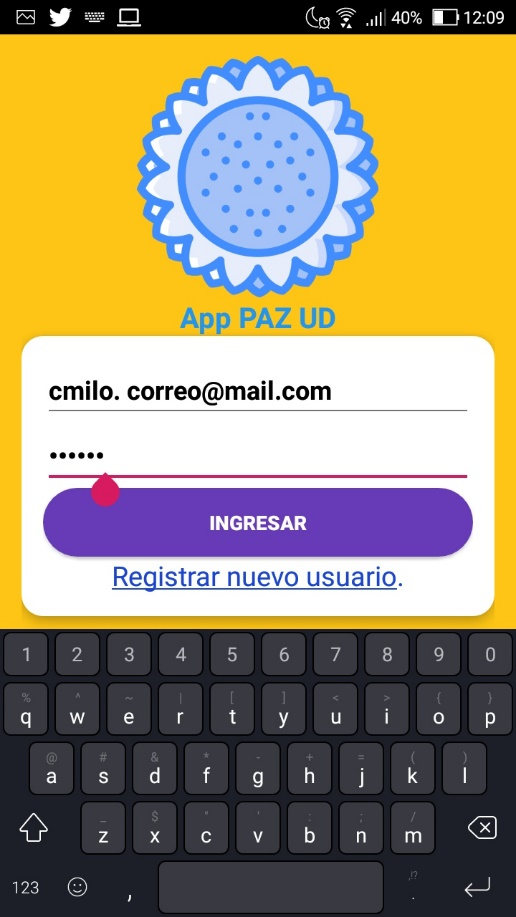 40% 12:09
App PAZ UD
cmilo. correo@mail.com
••••••
INGRESAR
Registrar nuevo usuario.
1 2 3 4 5 6 7 8 9 0
% ^ ~ | [ ] < > { }
q w e r t y u i o p
@ # & * - + = ( )
a s d f g h j k l
_ $ " ' : ; /
z x c v b n m
,!?
123 , .